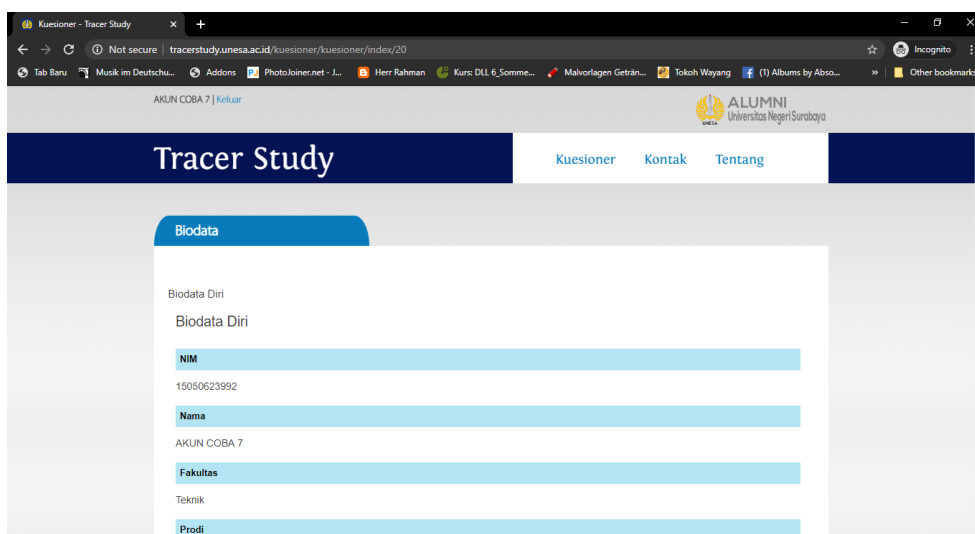 Kuesioner - Tracer Study
Not secure | tracerstudy.unesa.ac.id/kuesioner/kuesioner/index/20
Incognito
Tab Baru Musik im Deutschu... Addons PhotoJoiner.net - J... Herr Rahman Kurs: DLL 6_Somme... Malvorlagen Geträn... Tokoh Wayang (1) Albums by Abso... » Other bookmarks
AKUN COBA 7 | Keluar
UNESA
ALUMNI
Universitas Negeri Surabaya
Tracer Study
Kuesioner Kontak Tentang
Biodata
Biodata Diri
Biodata Diri
NIM
15050623992
Nama
AKUN COBA 7
Fakultas
Teknik
Prodi